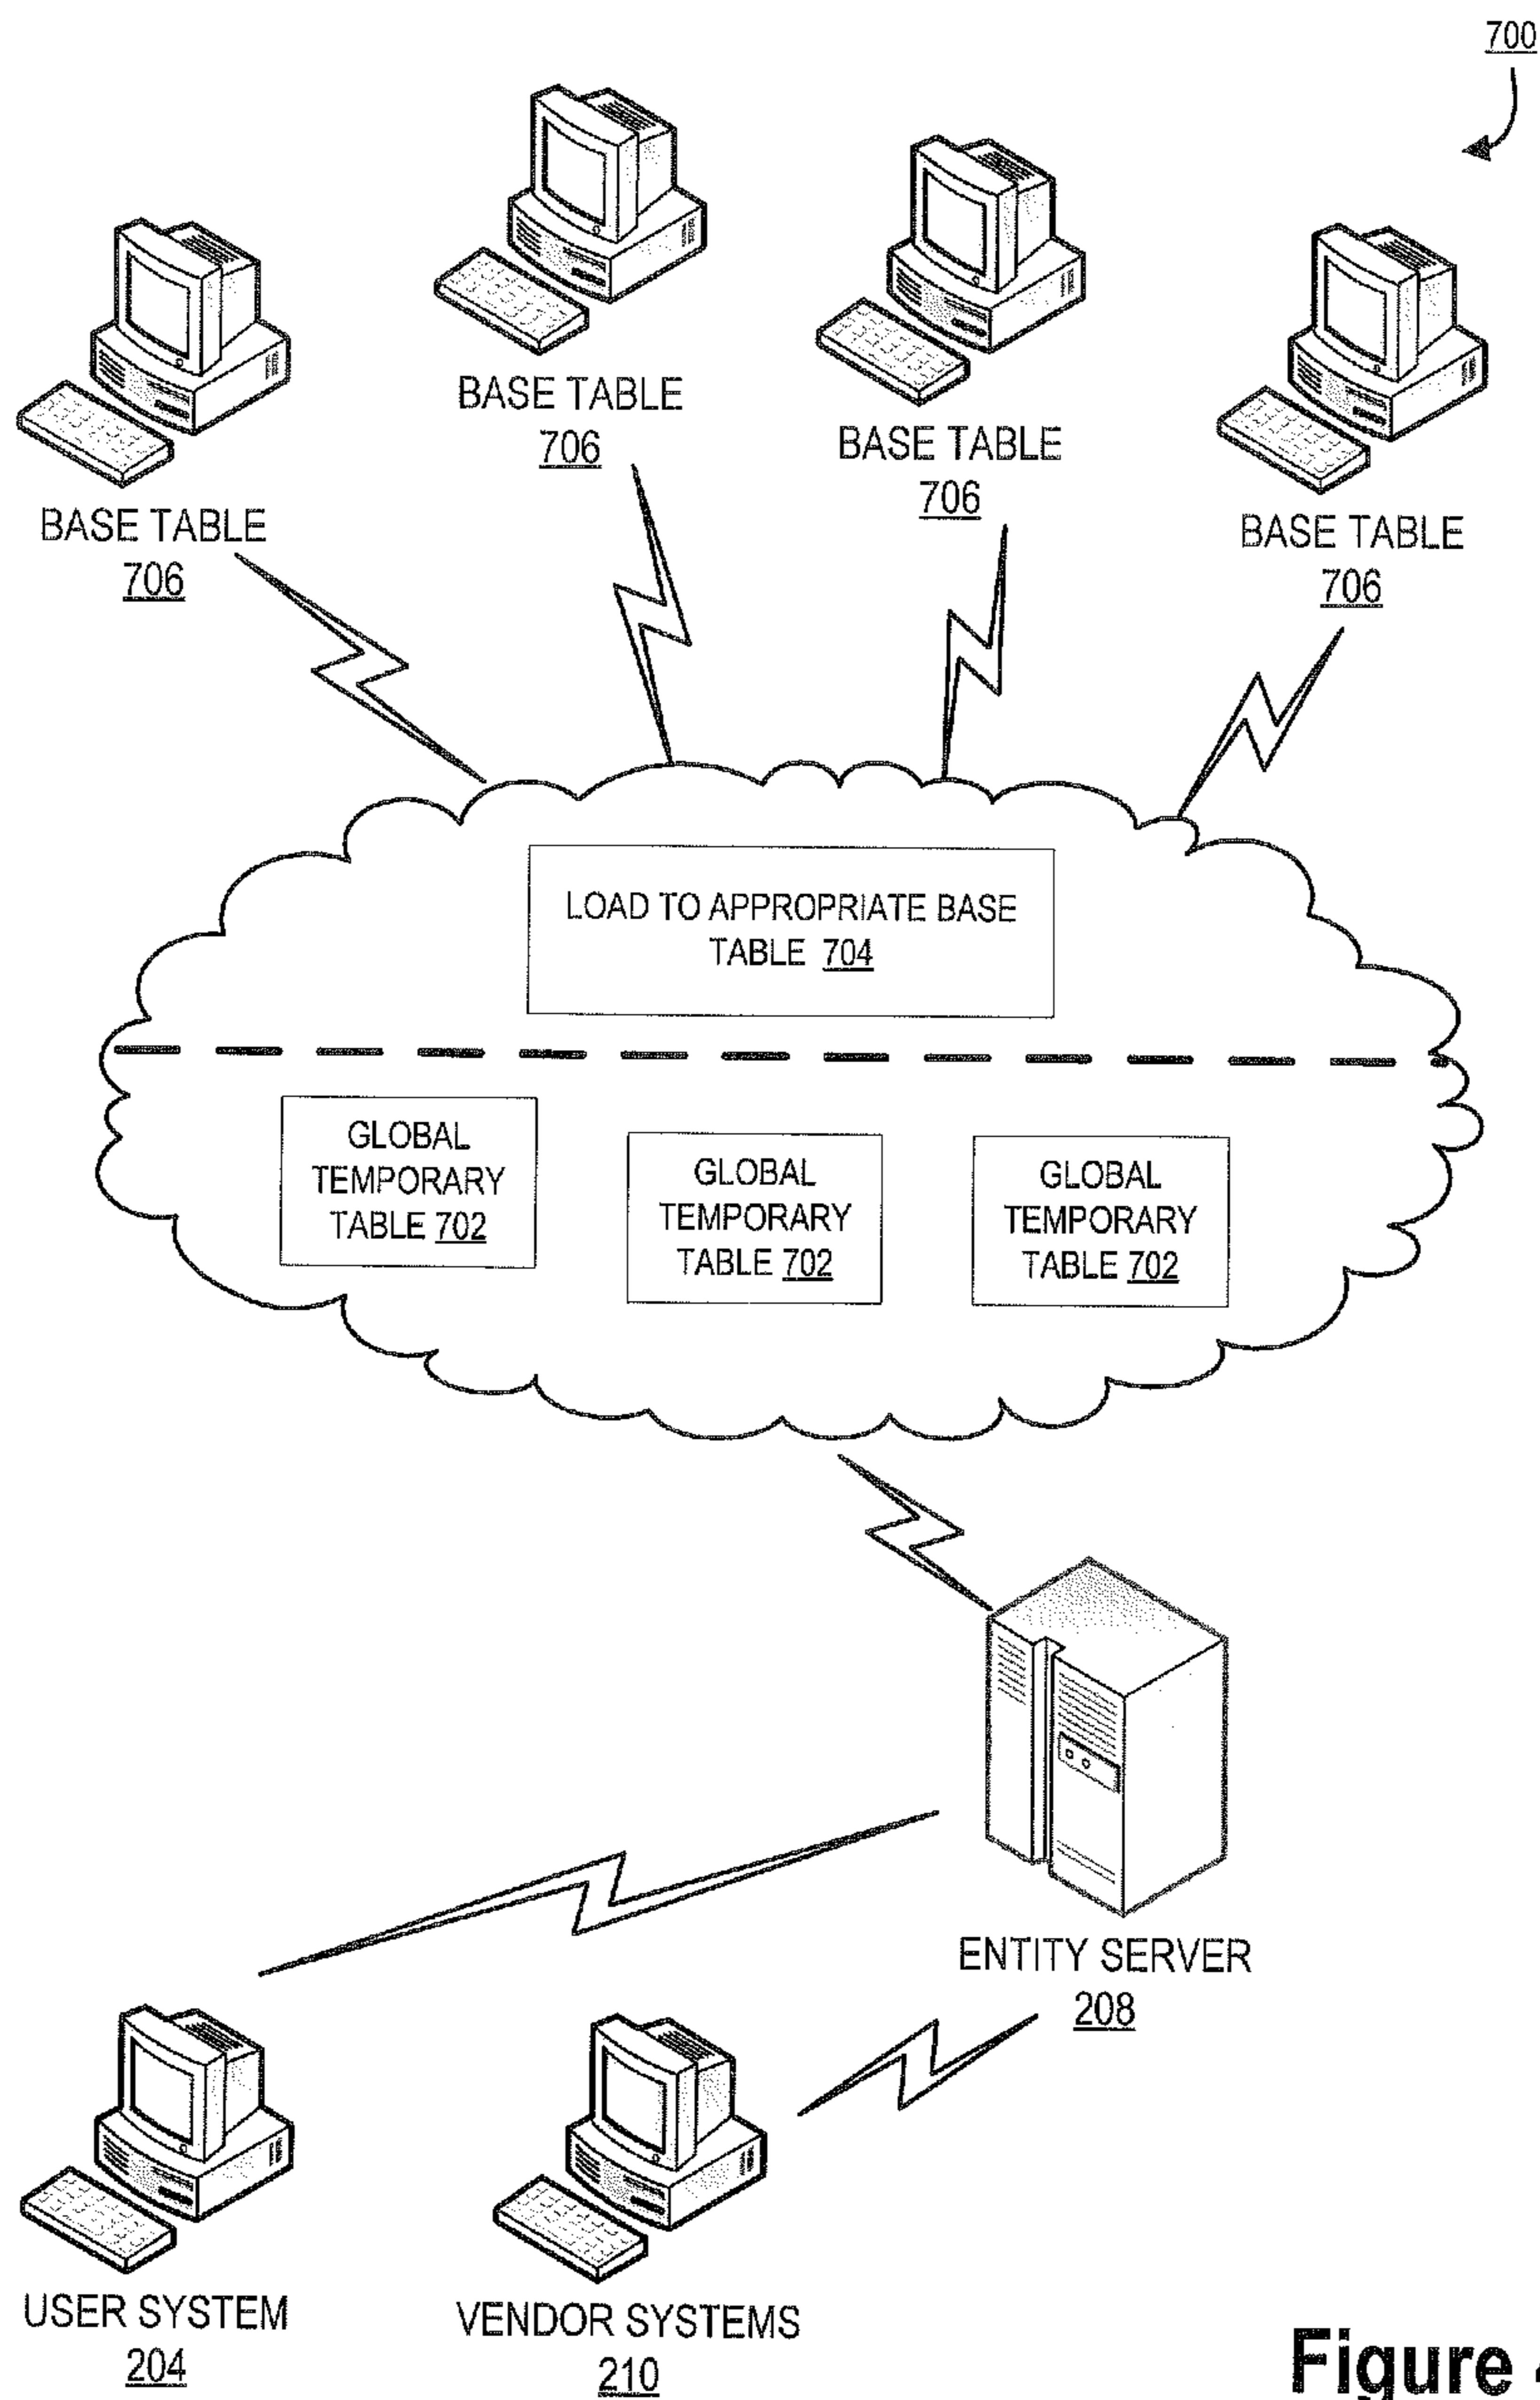 700
BASE TABLE
706
BASE TABLE
706
BASE TABLE
706
BASE TABLE
706
LOAD TO APPROPRIATE BASE
TABLE 704
GLOBAL
TEMPORARY
TABLE 702
GLOBAL
TEMPORARY
TABLE 702
GLOBAL
TEMPORARY
TABLE 702
ENTITY SERVER
208
USER SYSTEM
204
VENDOR SYSTEMS
210
Figure